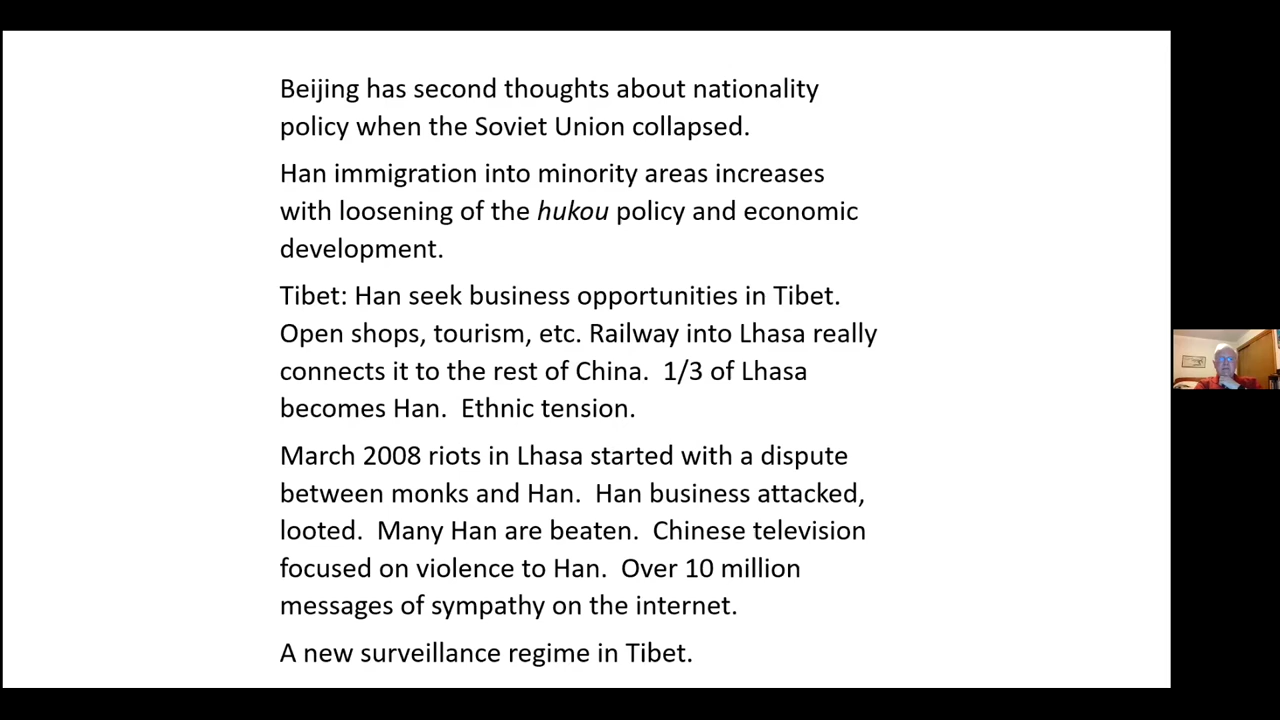 Beijing has second thoughts about nationality
policy when the Soviet Union collapsed.
Han immigration into minority areas increases
with loosening of the hukou policy and economic
development.
Tibet: Han seek business opportunities in Tibet.
Open shops, tourism, etc. Railway into Lhasa really
connects it to the rest of China.  1/3 of Lhasa
becomes Han.  Ethnic tension.
March 2008 riots in Lhasa started with a dispute
between monks and Han.  Han business attacked,
looted.  Many Han are beaten.  Chinese television
focused on violence to Han.  Over 10 million
messages of sympathy on the internet.
A new surveillance regime in Tibet.